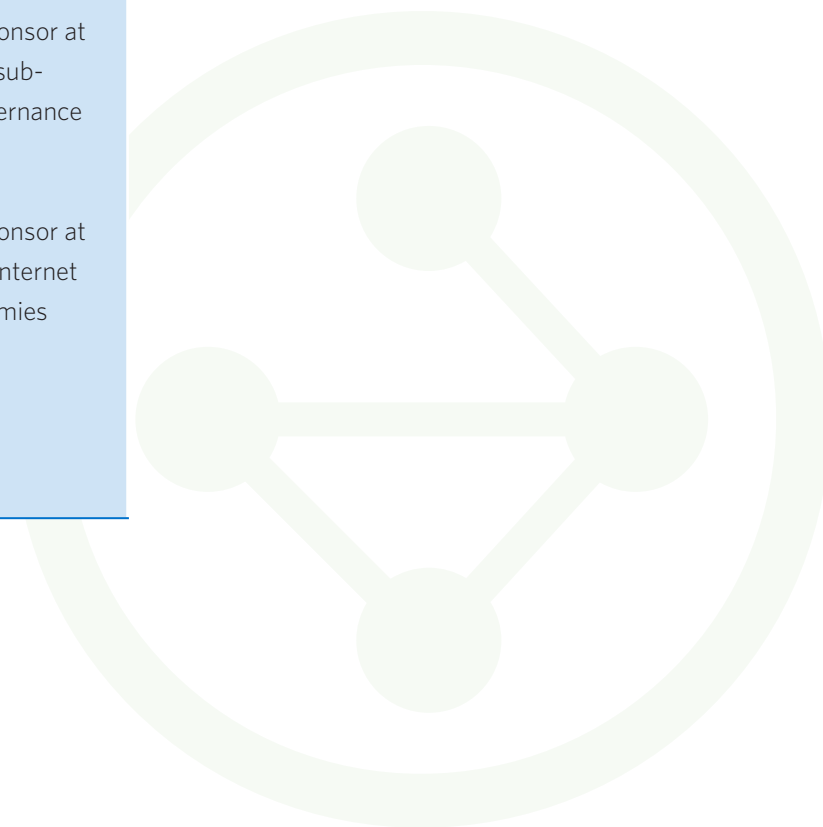 onsor at
sub-
ernance
onsor at
nternet
mies